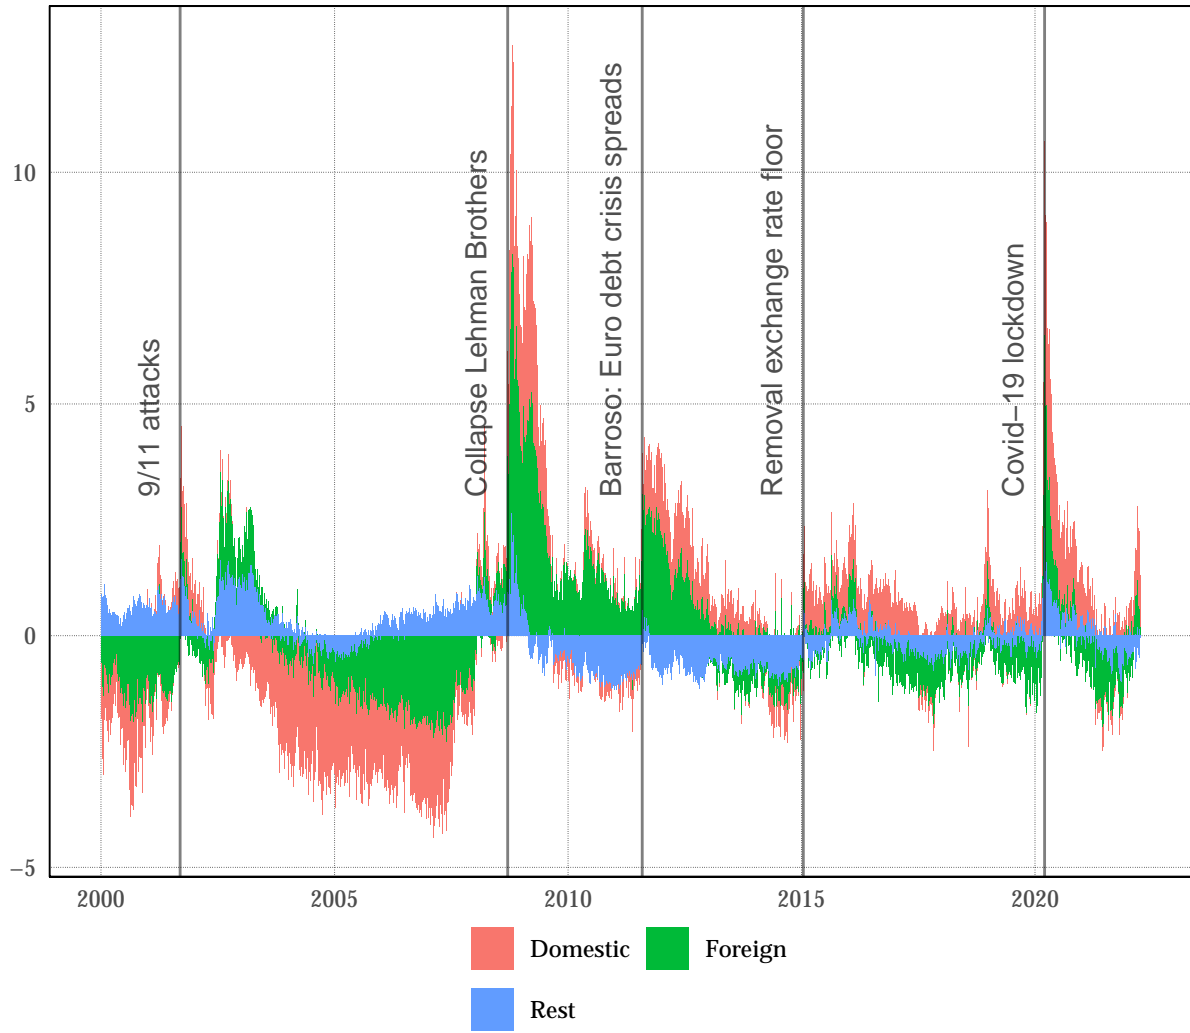 10
5
0
−5
9/11 attacks
Collapse Lehman Brothers
Barroso: Euro debt crisis spreads
Removal exchange rate floor
Covid−19 lockdown
2000
2005
2010
2015
2020
Domestic
Foreign
Rest